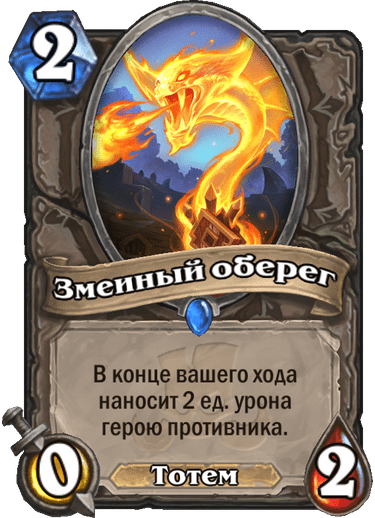 2
Змеиный оберег
В конце вашего хода
наносит 2 ед. урона
герою противника.
0
Тотем
2